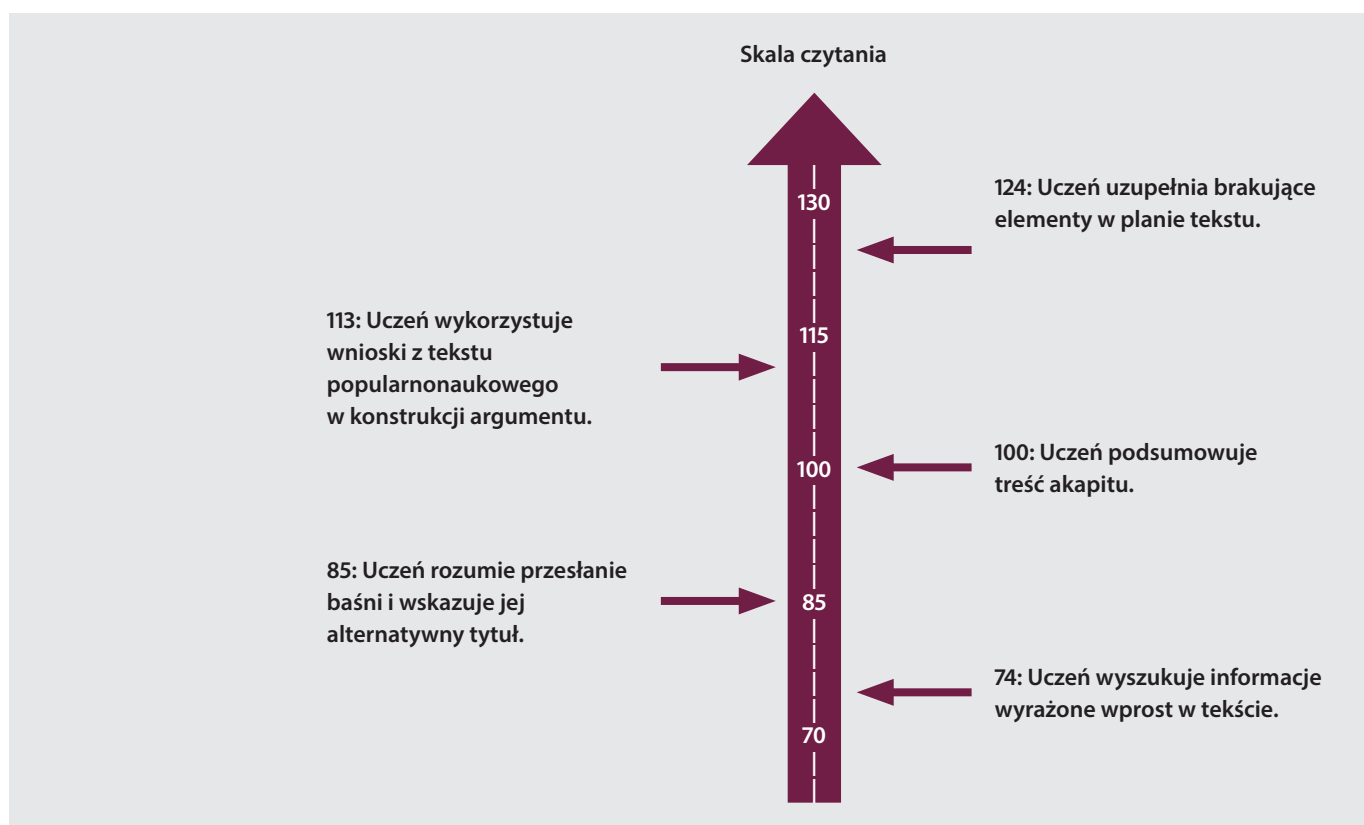 Skala czytania
130
124: Uczeń uzupełnia brakujące
elementy w planie tekstu.
113: Uczeń wykorzystuje
wnioski z tekstu
popularnonaukowego
w konstrukcji argumentu.
115
100
100: Uczeń podsumowuje
treść akapitu.
85: Uczeń rozumie przesłanie
baśni i wskazuje jej
alternatywny tytuł.
85
74: Uczeń wyszukuje informacje
wyrażone wprost w tekście.
70